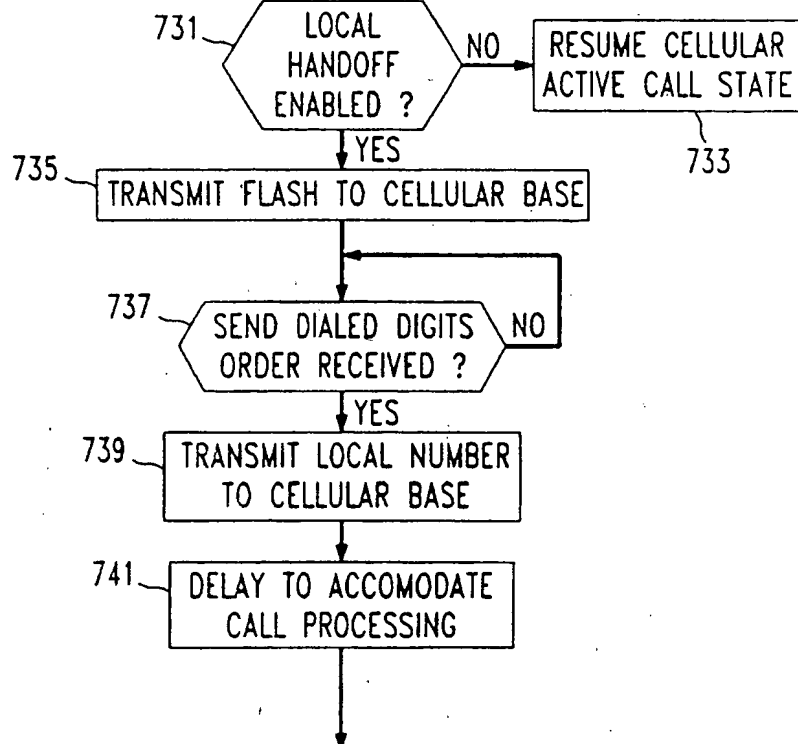 731
LOCAL
HANDOFF
ENABLED ?
NO
RESUME CELLULAR
ACTIVE CALL STATE
733
YES
735
TRANSMIT FLASH TO CELLULAR BASE
737
SEND DIALED DIGITS
ORDER RECEIVED ?
NO
YES
739
TRANSMIT LOCAL NUMBER
TO CELLULAR BASE
741
DELAY TO ACCOMODATE
CALL PROCESSING